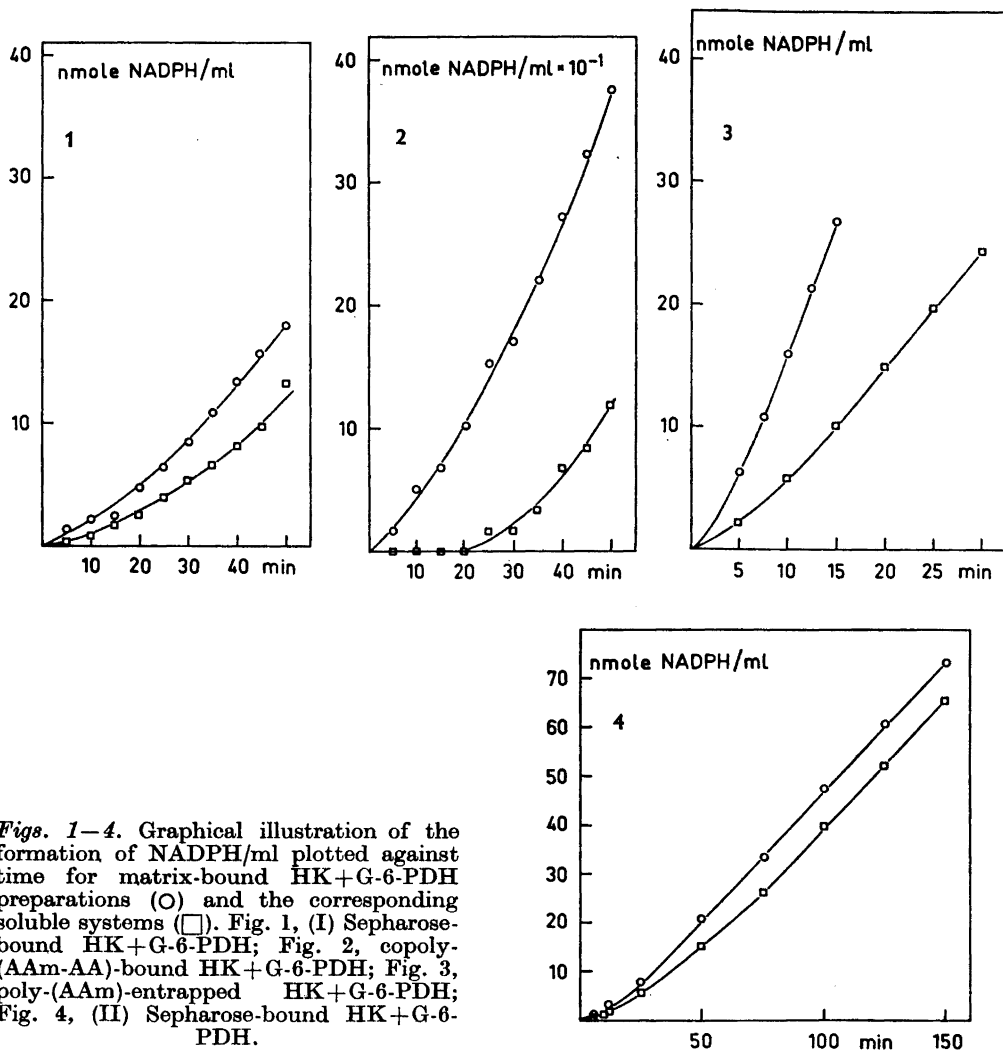 40
nmole NADPH/ml
1
30
20
10
10 20 30 40 min
40
nmole NADPH/ml · 10⁻¹
2
30
20
10
10 20 30 40 min
40
nmole NADPH/ml
3
30
20
10
5 10 15 20 25 min
nmole NADPH/ml
70
4
60
50
40
30
20
10
50 100 min 150
Figs. 1—4. Graphical illustration of the
formation of NADPH/ml plotted against
time for matrix-bound HK+G-6-PDH
preparations (○) and the corresponding
soluble systems (□). Fig. 1, (I) Sepharose-
bound HK+G-6-PDH; Fig. 2, copoly-
(AAm-AA)-bound HK+G-6-PDH; Fig. 3,
poly-(AAm)-entrapped HK+G-6-PDH;
Fig. 4, (II) Sepharose-bound HK+G-6-
PDH.